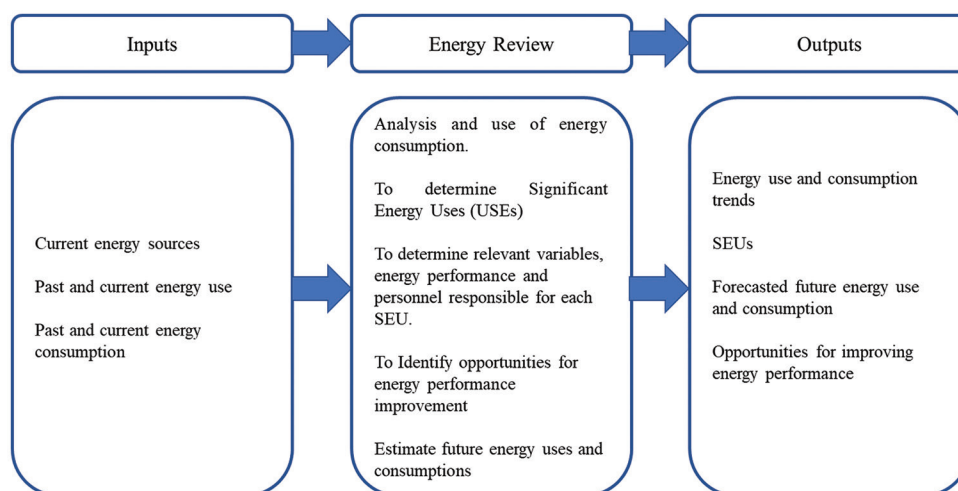 Inputs
Energy Review
Outputs
Current energy sources
Past and current energy use
Past and current energy
consumption
Analysis and use of energy
consumption.
To determine Significant
Energy Uses (USEs)
To determine relevant variables,
energy performance and
personnel responsible for each
SEU.
To Identify opportunities for
energy performance
improvement
Estimate future energy uses and
consumptions
Energy use and consumption
trends
SEUs
Forecasted future energy use
and consumption
Opportunities for improving
energy performance